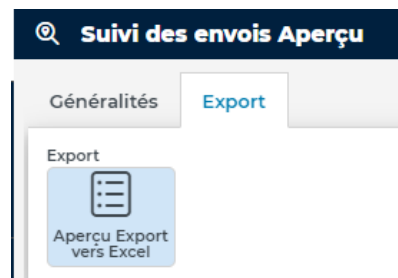 Suivi des envois Aperçu
Généralités
Export
Export
Aperçu Export
vers Excel